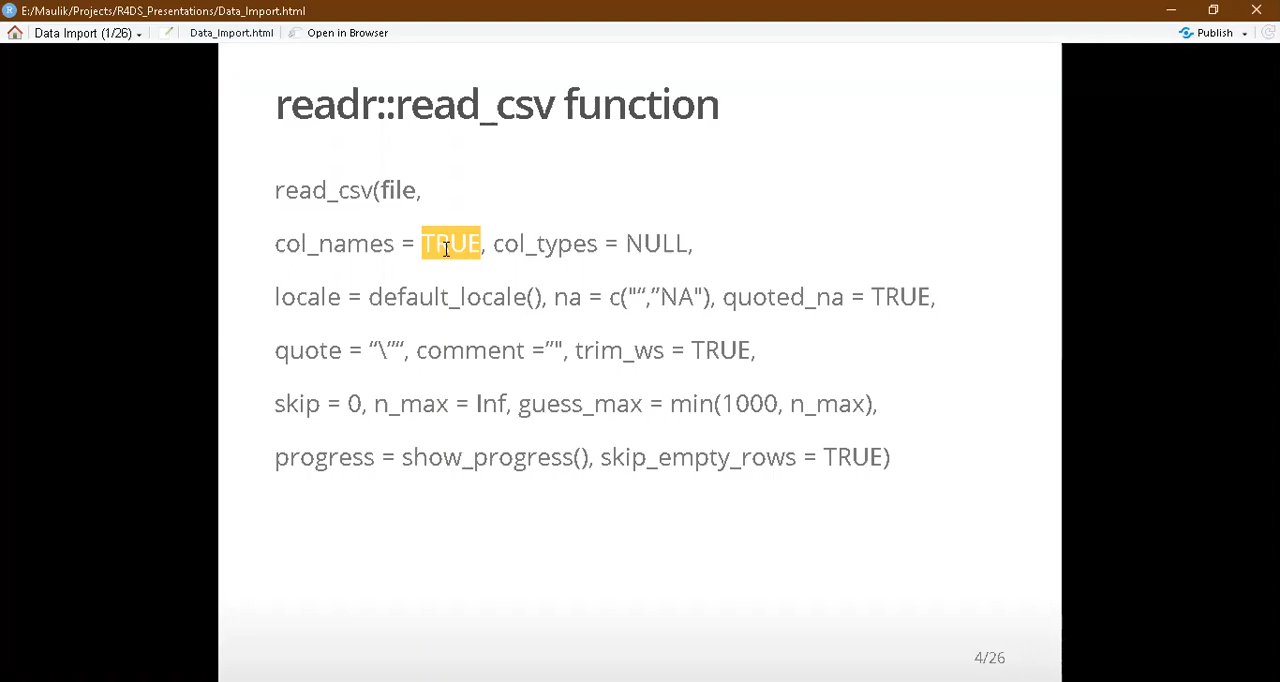 E:/Maulik/Projects/R4DS_Presentations/Data_Import.html
Data Import (1/26) Data_Import.html Open in Browser Publish
readr::read_csv function
read_csv(file,
col_names = TRUE, col_types = NULL,
locale = default_locale(), na = c("“,”NA"), quoted_na = TRUE,
quote = “\”“, comment =”", trim_ws = TRUE,
skip = 0, n_max = Inf, guess_max = min(1000, n_max),
progress = show_progress(), skip_empty_rows = TRUE)
4/26